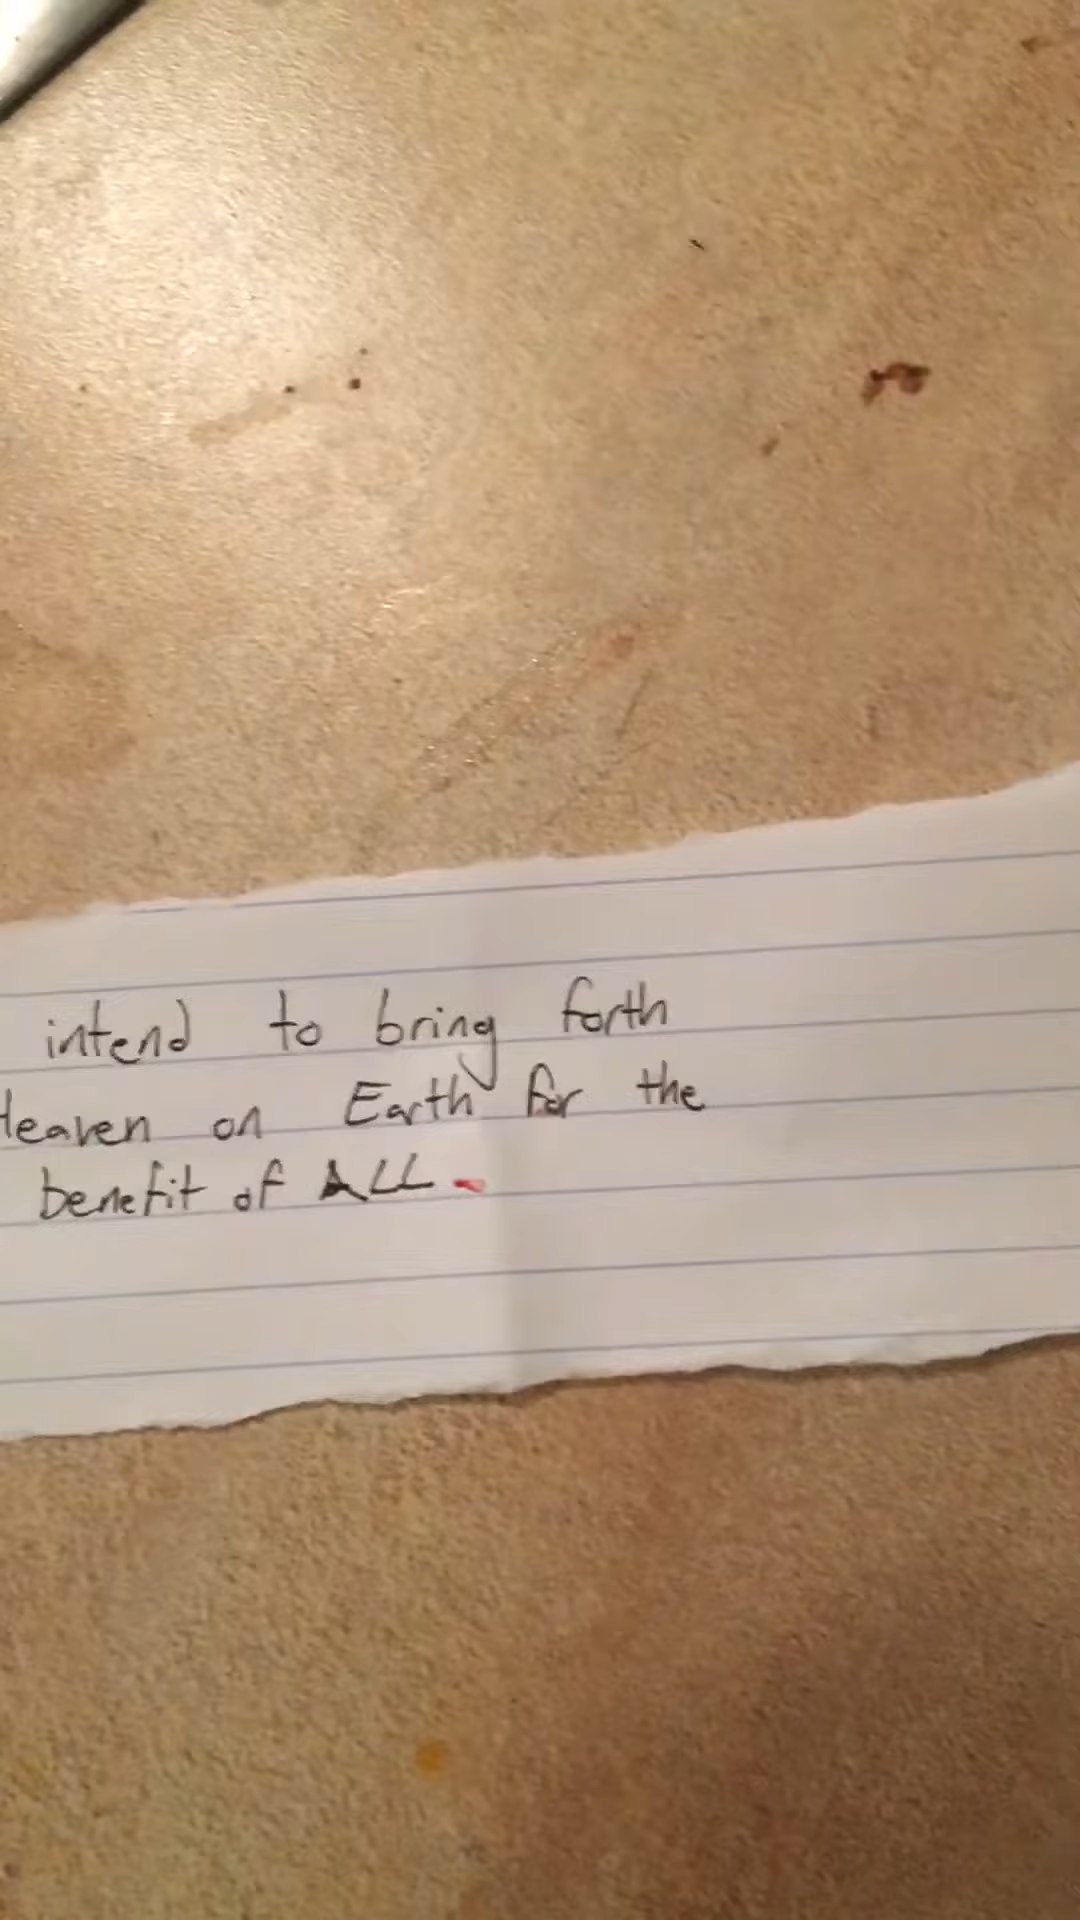 intend to bring forth
Heaven on Earth for the
benefit of ALL.